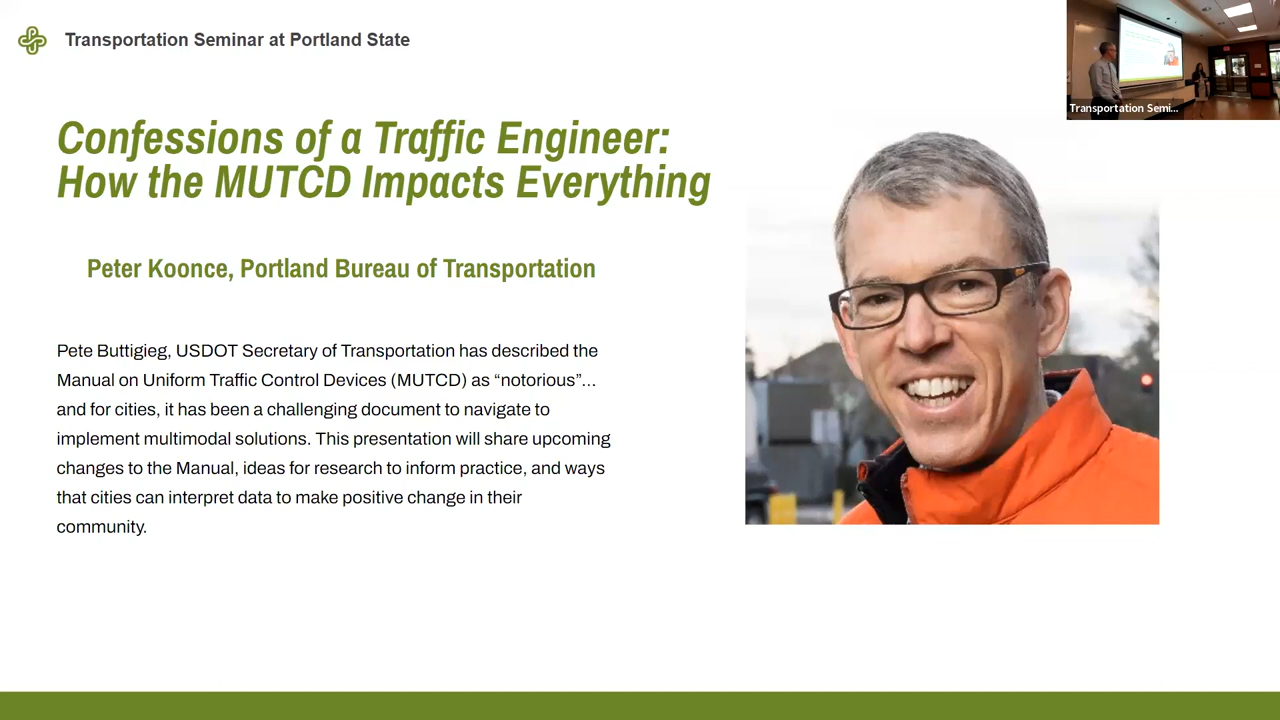 Transportation Seminar at Portland State
Transportation Semi...
Confessions of a Traffic Engineer:
How the MUTCD Impacts Everything
Peter Koonce, Portland Bureau of Transportation
Pete Buttigieg, USDOT Secretary of Transportation has described the
Manual on Uniform Traffic Control Devices (MUTCD) as “notorious”...
and for cities, it has been a challenging document to navigate to
implement multimodal solutions. This presentation will share upcoming
changes to the Manual, ideas for research to inform practice, and ways
that cities can interpret data to make positive change in their
community.